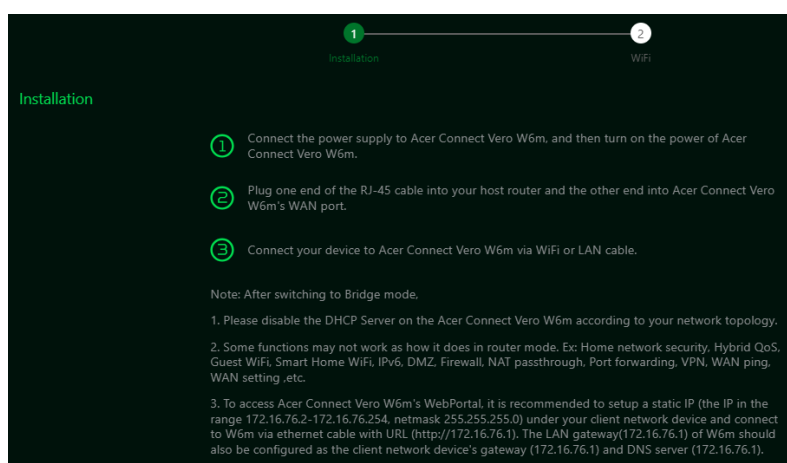 1
2
Installation
WiFi
Installation
1
Connect the power supply to Acer Connect Vero W6m, and then turn on the power of Acer
Connect Vero W6m.
2
Plug one end of the RJ-45 cable into your host router and the other end into Acer Connect Vero
W6m's WAN port.
3
Connect your device to Acer Connect Vero W6m via WiFi or LAN cable.
Note: After switching to Bridge mode,
1. Please disable the DHCP Server on the Acer Connect Vero W6m according to your network topology.
2. Some functions may not work as how it does in router mode. Ex: Home network security, Hybrid QoS,
Guest WiFi, Smart Home WiFi, IPv6, DMZ, Firewall, NAT passthrough, Port forwarding, VPN, WAN ping,
WAN setting ,etc.
3. To access Acer Connect Vero W6m's WebPortal, it is recommended to setup a static IP (the IP in the
range 172.16.76.2-172.16.76.254, netmask 255.255.255.0) under your client network device and connect
to W6m via ethernet cable with URL (http://172.16.76.1). The LAN gateway(172.16.76.1) of W6m should
also be configured as the client network device's gateway (172.16.76.1) and DNS server (172.16.76.1).